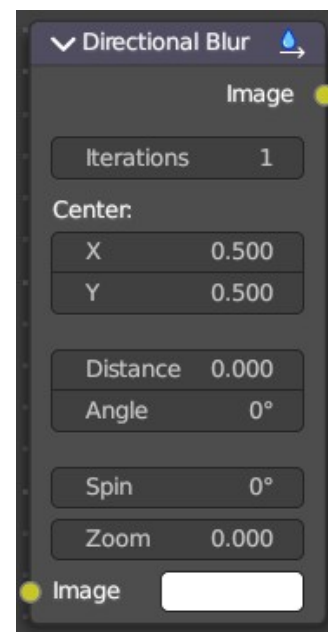 Directional Blur
Image
Iterations 1
Center:
X 0.500
Y 0.500
Distance 0.000
Angle 0°
Spin 0°
Zoom 0.000
Image